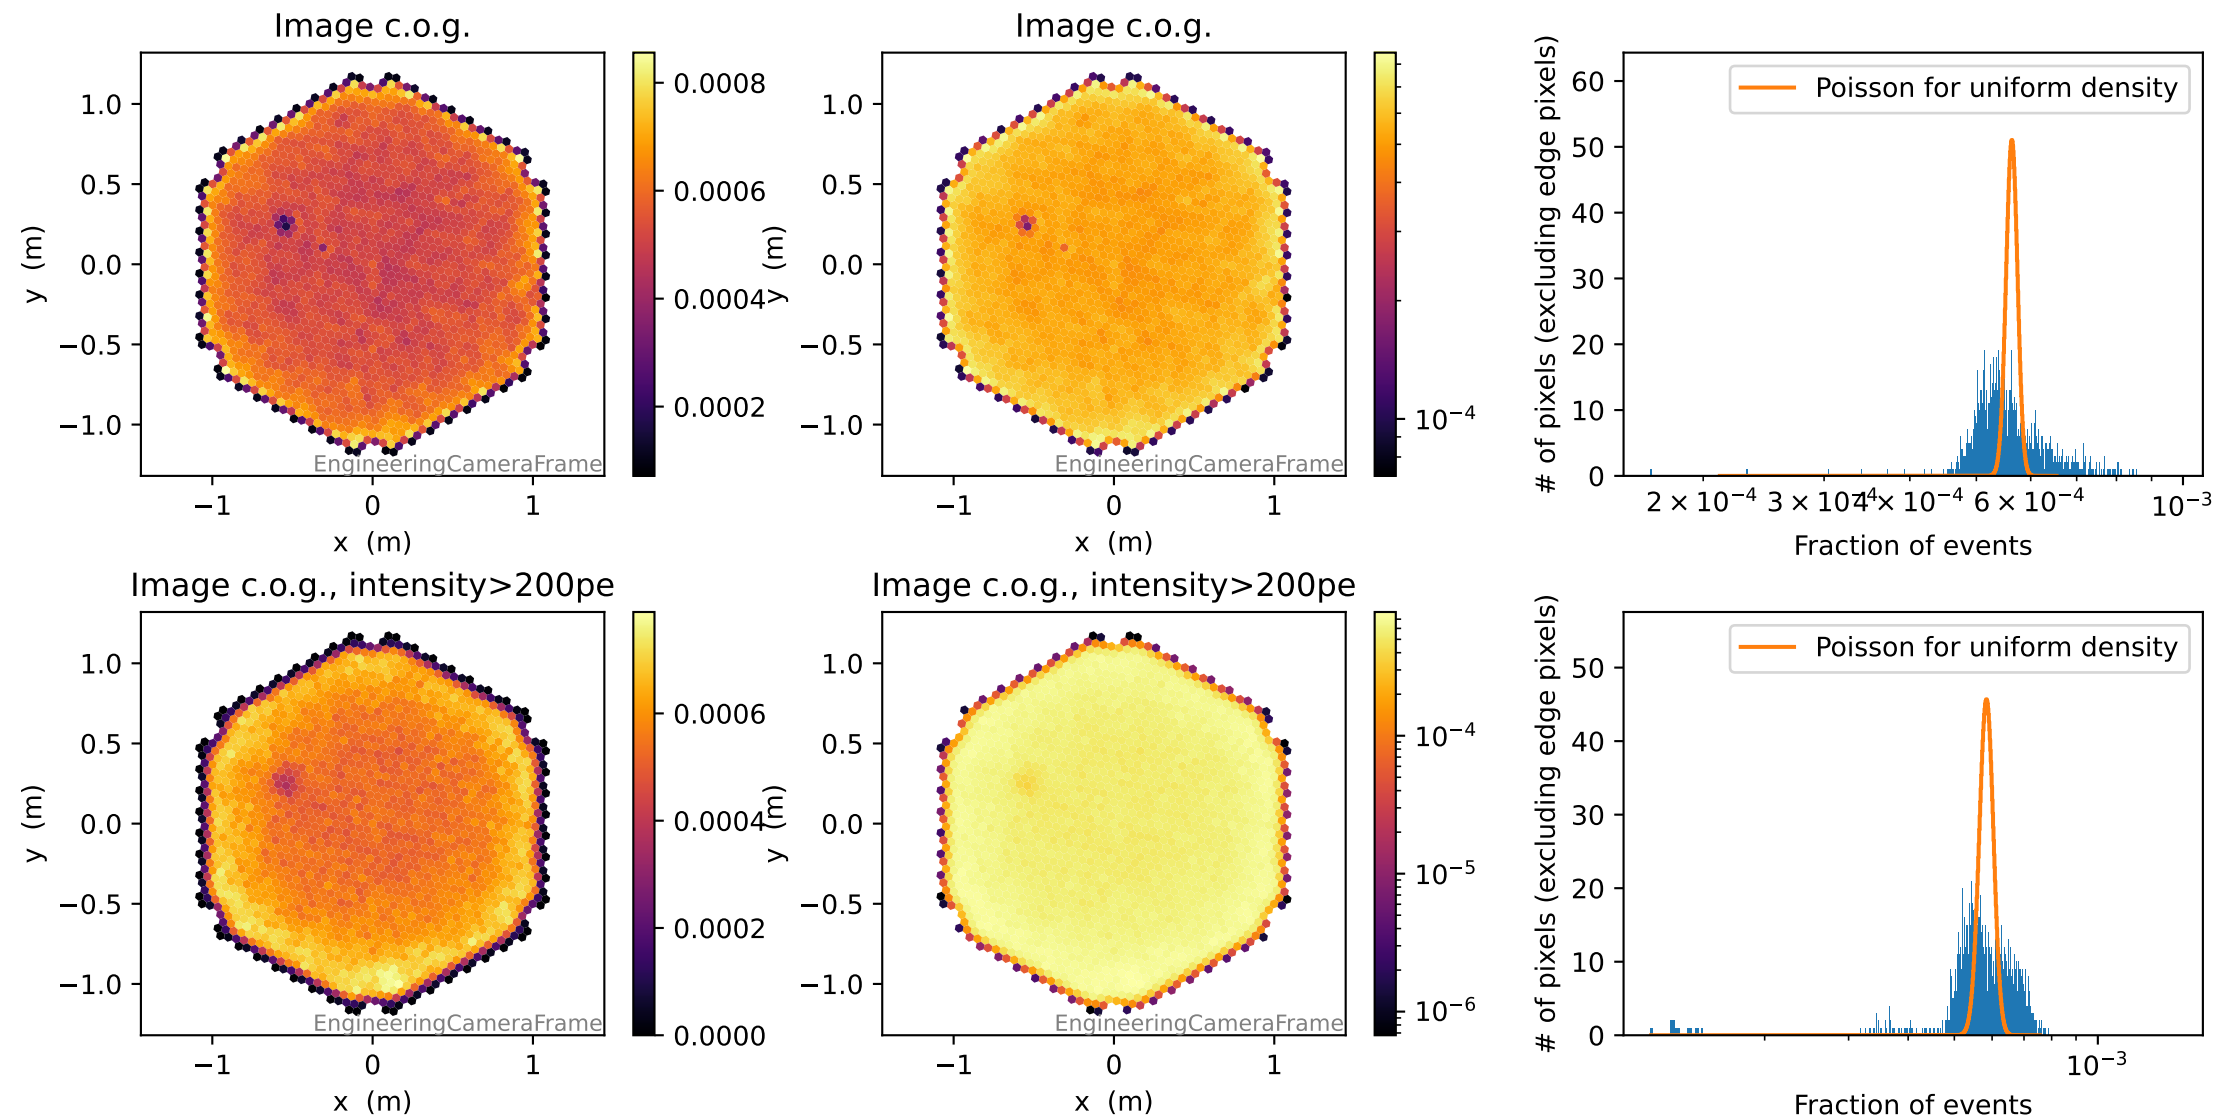 Image c.o.g.
1.0
0.5
0.0
−0.5
−1.0
y (m)
EngineeringCameraFrame
−1 0 1
x (m)
0.0008
0.0006
0.0004
0.0002
Image c.o.g.
1.0
0.5
0.0
−0.5
−1.0
y (m)
EngineeringCameraFrame
−1 0 1
x (m)
10⁻⁴
Poisson for uniform density
60
50
40
30
20
10
0
# of pixels (excluding edge pixels)
2 × 10⁻⁴ 3 × 10⁻⁴ 4 × 10⁻⁴ 6 × 10⁻⁴ 10⁻³
Fraction of events
Image c.o.g., intensity>200pe
1.0
0.5
0.0
−0.5
−1.0
y (m)
EngineeringCameraFrame
−1 0 1
x (m)
0.0006
0.0004
0.0002
0.0000
Image c.o.g., intensity>200pe
1.0
0.5
0.0
−0.5
−1.0
y (m)
EngineeringCameraFrame
−1 0 1
x (m)
10⁻⁴
10⁻⁵
10⁻⁶
Poisson for uniform density
50
40
30
20
10
0
# of pixels (excluding edge pixels)
10⁻³
Fraction of events